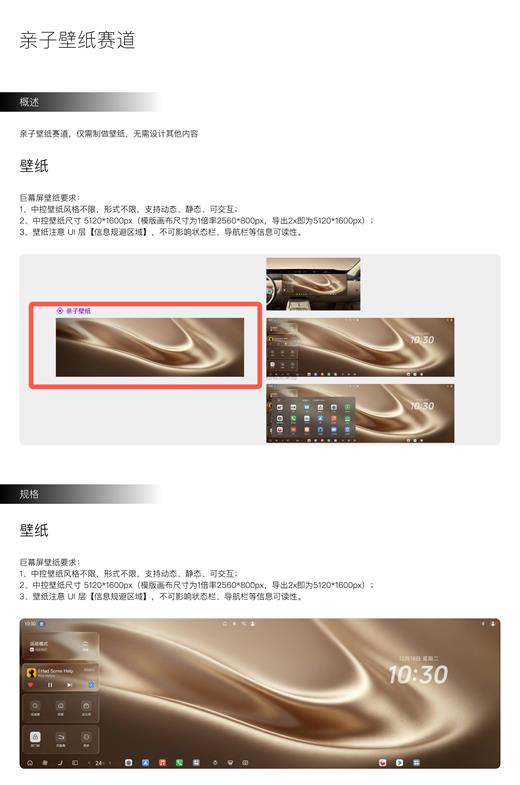 亲子壁纸赛道
概述
亲子壁纸赛道，仅需制做壁纸，无需设计其他内容
壁纸
巨幕屏壁纸要求：
1、中控壁纸风格不限，形式不限，支持动态、静态、可交互；
2、中控壁纸尺寸 5120*1600px（模版画布尺寸为1倍率2560*800px，导出2x即为5120*1600px）；
3、壁纸注意 UI 层【信息规避区域】，不可影响状态栏、导航栏等信息可读性。
亲子壁纸
10:30
10:30
规格
壁纸
巨幕屏壁纸要求：
1、中控壁纸风格不限，形式不限，支持动态、静态、可交互；
2、中控壁纸尺寸 5120*1600px（模版画布尺寸为1倍率2560*800px，导出2x即为5120*1600px）；
3、壁纸注意 UI 层【信息规避区域】，不可影响状态栏、导航栏等信息可读性。
10:30
运动模式
I Had Some Help
10:30
24